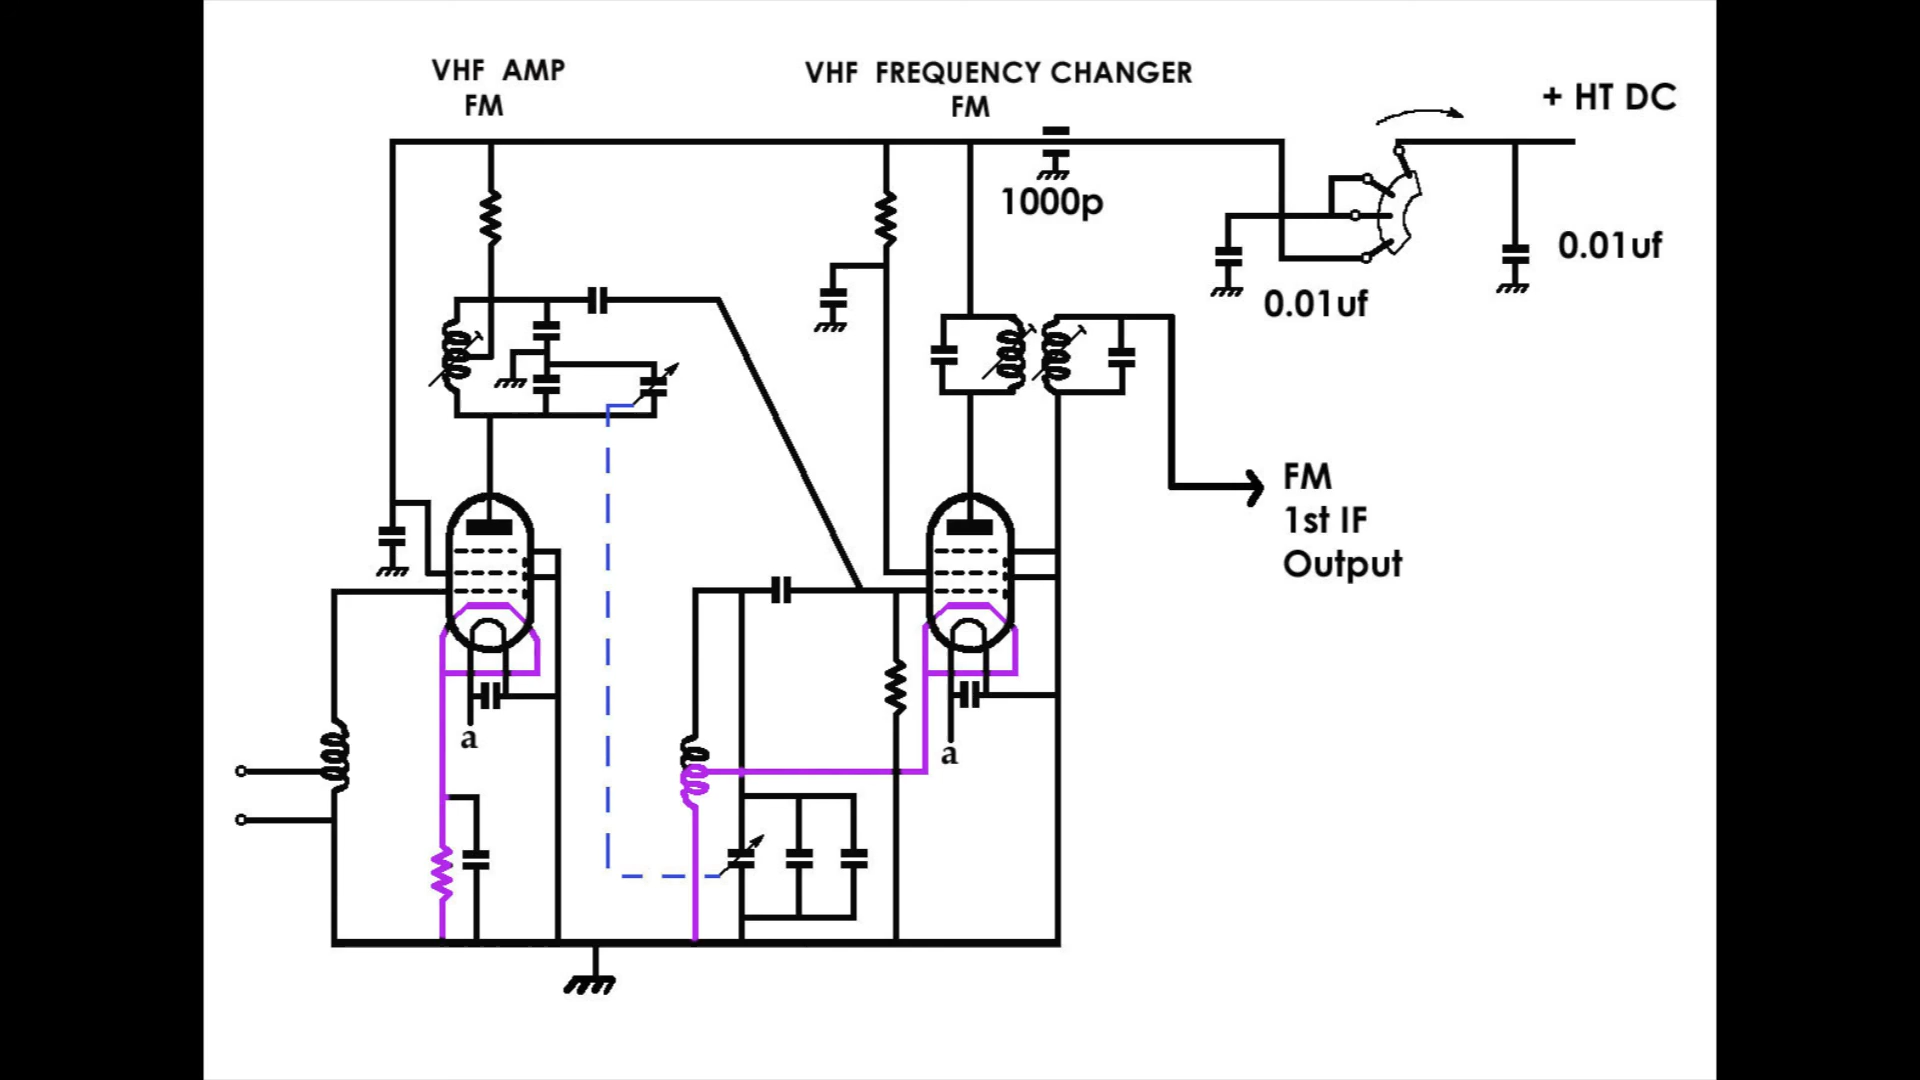 VHF AMP
FM
VHF FREQUENCY CHANGER
FM
+ HT DC
1000p
0.01uf
0.01uf
FM
1st IF
Output
a
a